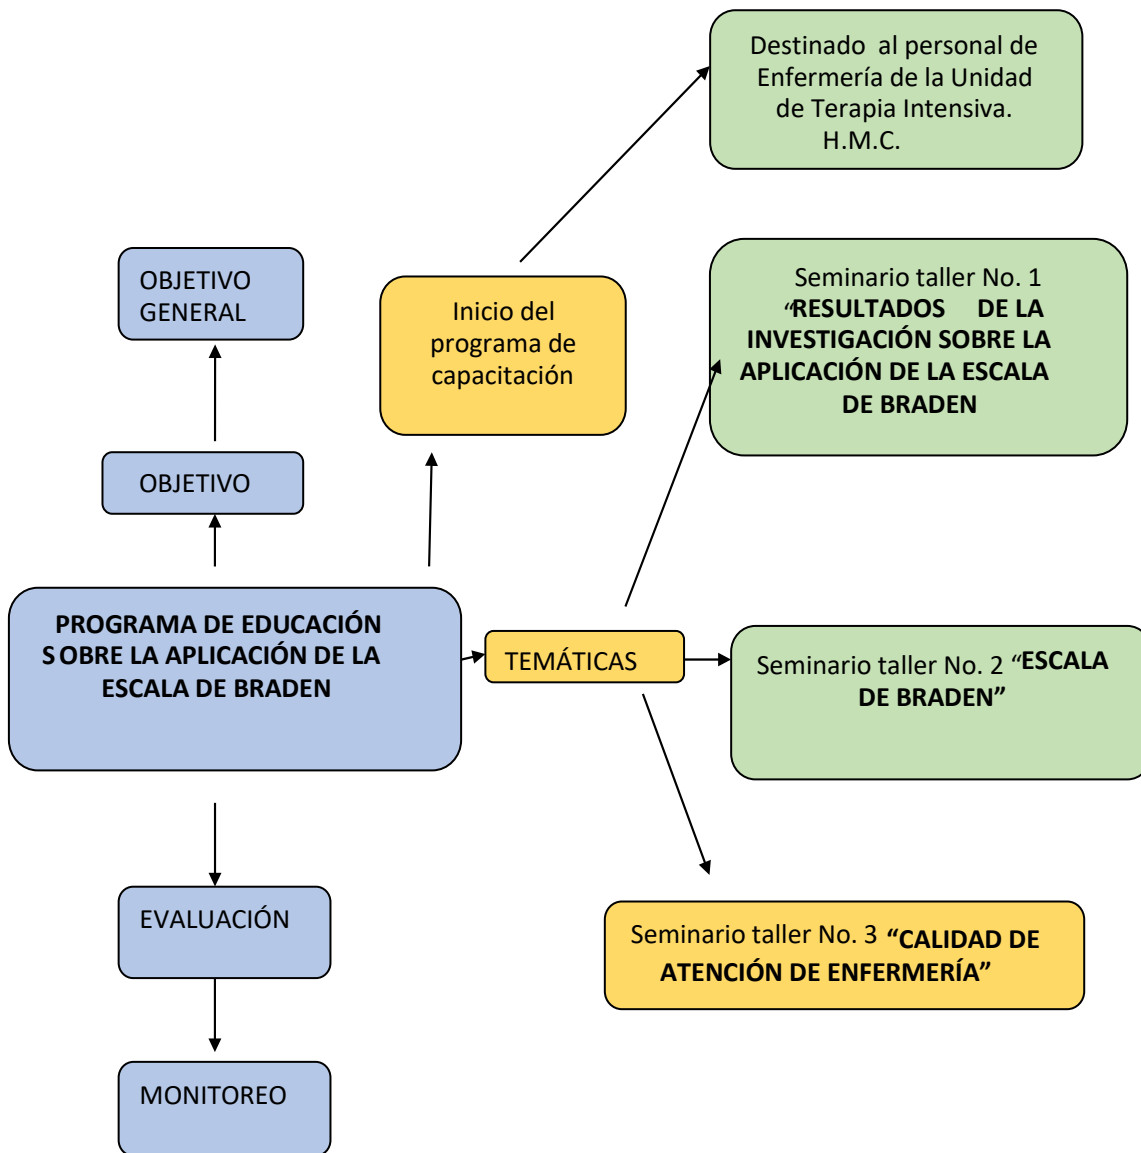 Destinado al personal de
Enfermería de la Unidad
de Terapia Intensiva.
H.M.C.
OBJETIVO
GENERAL
Inicio del
programa de
capacitación
Seminario taller No. 1
“RESULTADOS DE LA
INVESTIGACIÓN SOBRE LA
APLICACIÓN DE LA ESCALA
DE BRADEN
OBJETIVO
PROGRAMA DE EDUCACIÓN
S OBRE LA APLICACIÓN DE LA
ESCALA DE BRADEN
TEMÁTICAS
Seminario taller No. 2 “ESCALA
DE BRADEN”
EVALUACIÓN
Seminario taller No. 3 “CALIDAD DE
ATENCIÓN DE ENFERMERÍA”
MONITOREO